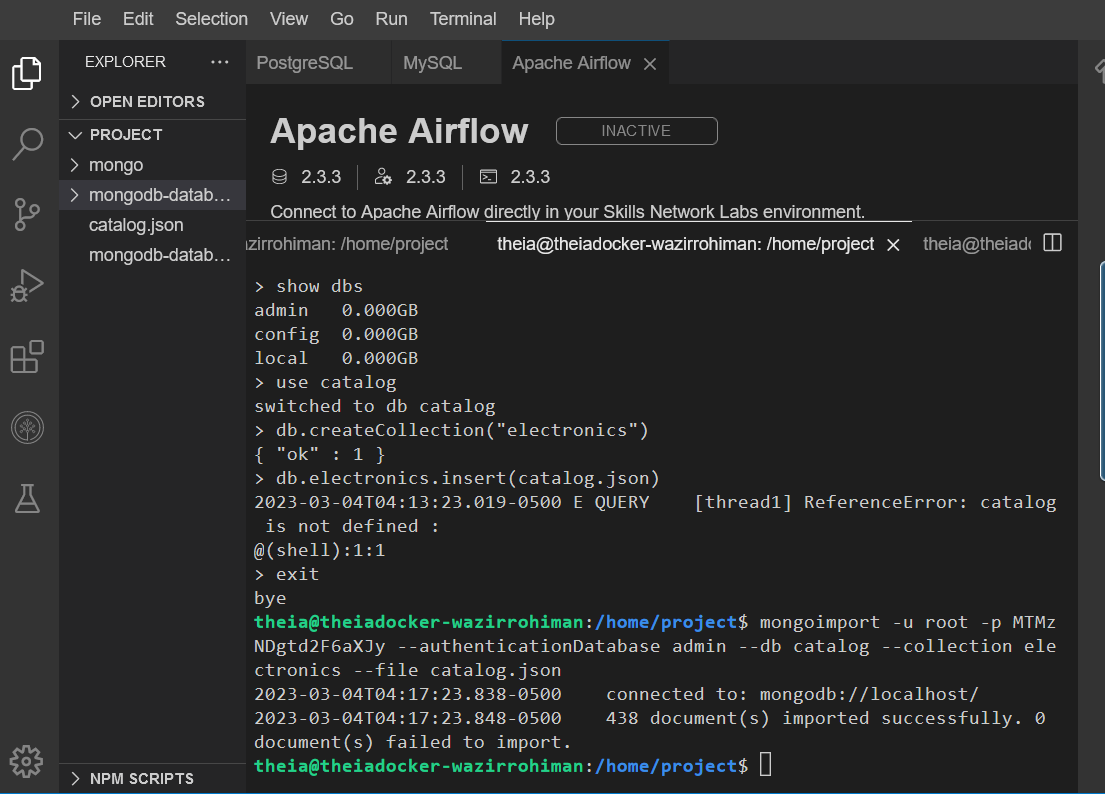 File Edit Selection View Go Run Terminal Help
EXPLORER ...
PostgreSQL MySQL Apache Airflow
OPEN EDITORS
PROJECT
mongo
mongodb-datab...
catalog.json
mongodb-datab...
NPM SCRIPTS
Apache Airflow INACTIVE
2.3.3 2.3.3 2.3.3
Connect to Apache Airflow directly in your Skills Network Labs environment.
azirrohiman: /home/project theia@theiadocker-wazirrohiman: /home/project theia@theiado
> show dbs
admin 0.000GB
config 0.000GB
local 0.000GB
> use catalog
switched to db catalog
> db.createCollection("electronics")
{ "ok" : 1 }
> db.electronics.insert(catalog.json)
2023-03-04T04:13:23.019-0500 E QUERY [thread1] ReferenceError: catalog
is not defined :
@(shell):1:1
> exit
bye
theia@theiadocker-wazirrohiman:/home/project$ mongoimport -u root -p MTMz
NDgtd2F6aXJy --authenticationDatabase admin --db catalog --collection ele
ctronics --file catalog.json
2023-03-04T04:17:23.838-0500 connected to: mongodb://localhost/
2023-03-04T04:17:23.848-0500 438 document(s) imported successfully. 0
document(s) failed to import.
theia@theiadocker-wazirrohiman:/home/project$